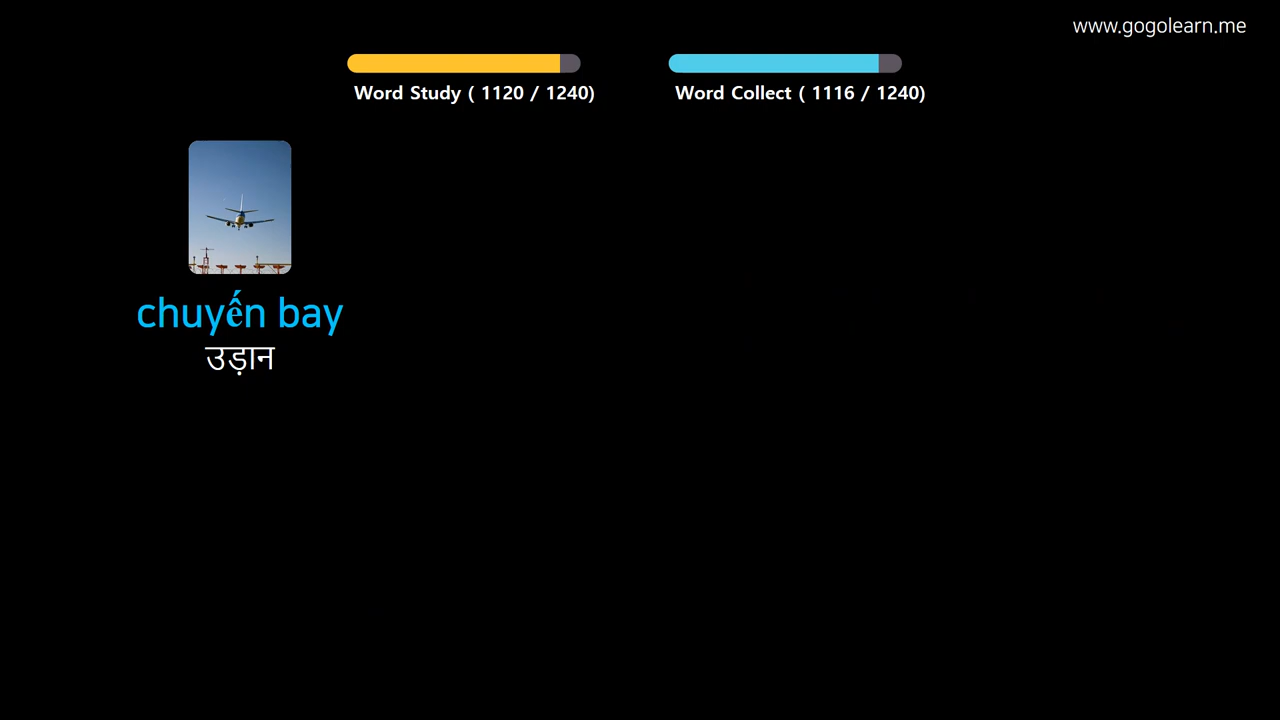 www.gogolearn.me
Word Study ( 1120 / 1240)
Word Collect ( 1116 / 1240)
chuyến bay
उड़ान